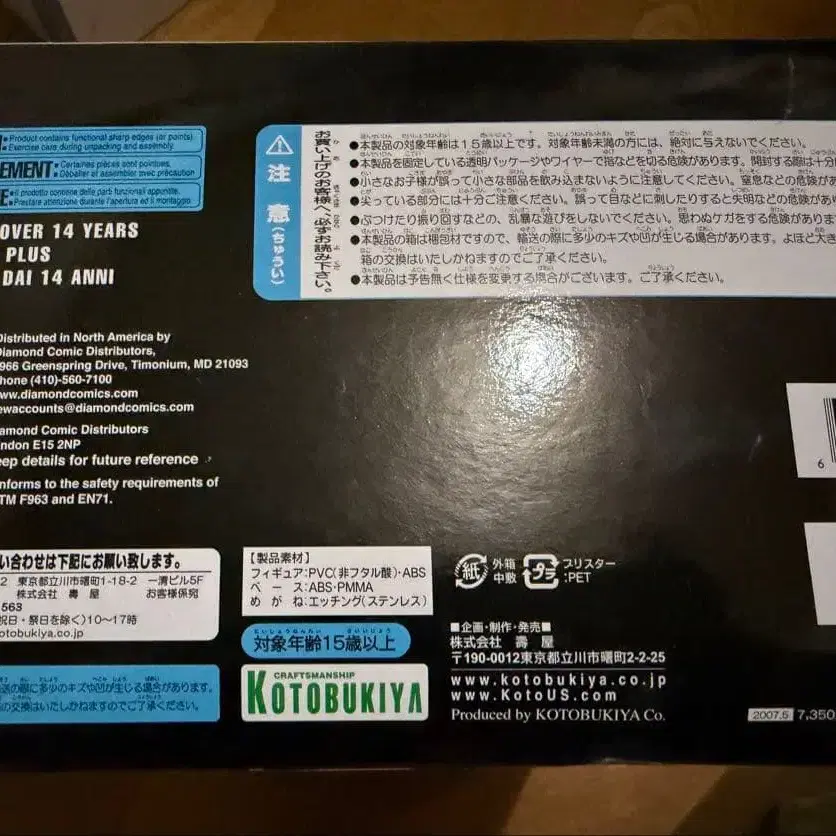 Product contains functional sharp edges (or points)
Exercise care during unpacking and assembly.
EMENT: Certaines pièces sont pointues.
Déballer et assembler avec précaution
E: Il prodotto contiene delle parti funzionali appuntite.
Prestare attenzione durante l'apertura ed il montaggio.
OVER 14 YEARS
PLUS
DAI 14 ANNI
Distributed in North America by
Diamond Comic Distributors,
966 Greenspring Drive, Timonium, MD 21093
hone (410)-560-7100
ww.diamondcomics.com
ewaccounts@diamondcomics.com
amond Comic Distributors
ndon E15 2NP
eep details for future reference
nforms to the safety requirements of
TM F963 and EN71.
⚠注意(ちゅうい)
お買い上げのお客様へ、必ずお読み下さい。
●本製品の対象年齢は15歳以上です。対象年齢未満の方には、絶対に与えないでください。
●本製品を固定している透明パッケージやワイヤーで指などを切る危険があります。開封する際は十分
●小さなお子様が誤って小さな部品を飲み込まないように注意してください。窒息などの危険があ
●尖っている部分には十分ご注意ください。誤って目などに刺したりすると失明などの危険があり
●ぶつけたり振り回すなどの、乱暴な遊びをしないでください。思わぬケガをする危険があります
●本製品の箱は梱包材ですので、輸送の際に多少のキズや凹が生じる場合があります。よほど大き
箱の交換はいたしかねますのでご了承ください。
●本製品は予告無く仕様を変更する場合がございます。ご了承ください。
6
い合わせは下記にお願い致します。
2 東京都立川市曙町1-18-2 一清ビル5F
株式会社 壽 屋 お客様係宛
563
祝日・祭日を除く)10〜17時
otobukiya.co.jp
送の際に多少のキズや凹が生じる場合があります。
の交換はいたしかねますのでご了承ください。
【製品素材】
フィギュア:PVC(非フタル酸)・ABS
ベース:ABS・PMMA
めがね:エッチング(ステンレス)
対象年齢15歳以上
CRAFTSMANSHIP
KOTOBUKIYA
紙 外箱
中敷
プラ ブリスター
:PET
■企画・制作・発売■
株式会社 壽 屋
〒190-0012東京都立川市曙町2-2-25
www.kotobukiya.co.jp
www.KotoUS.com
Produced by KOTOBUKIYA Co.
2007.5 7,350